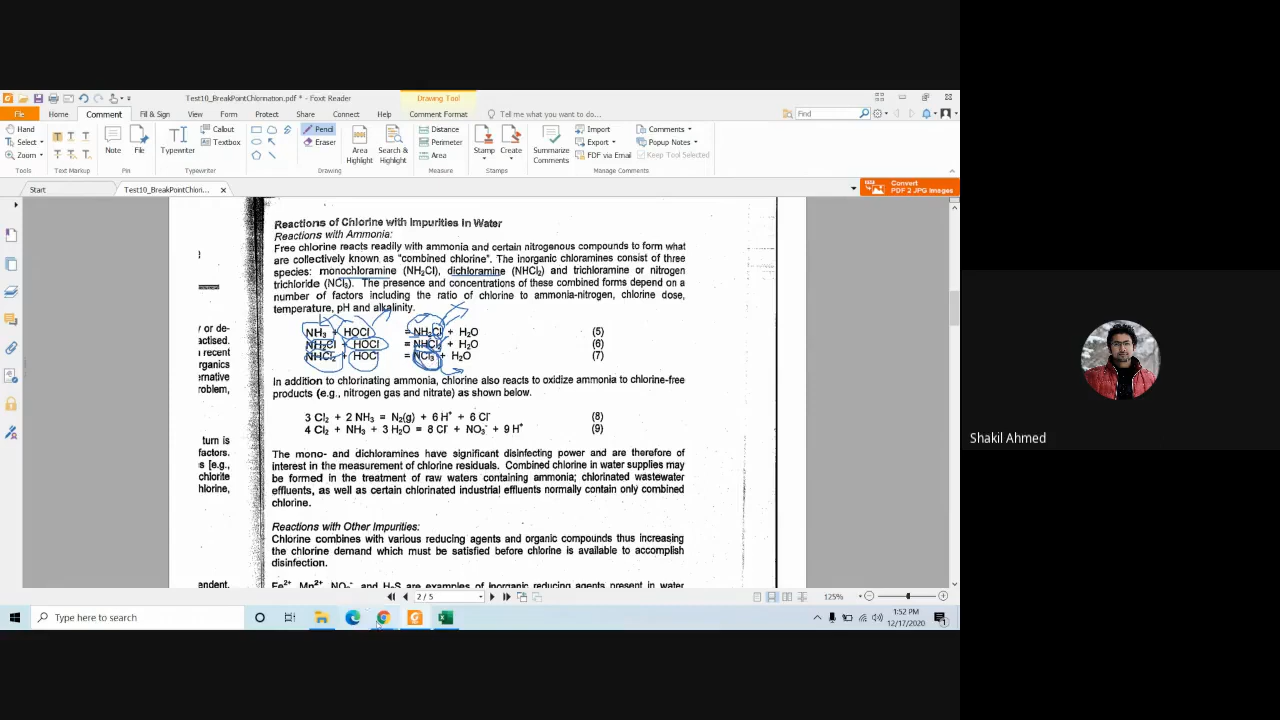 Test10_BreakPointChlorination.pdf * - Foxit Reader
Drawing Tool
File Home Comment Fill & Sign View Form Protect Share Connect Help Comment Format Tell me what you want to do... Find
Hand
Select
Zoom
Tools
Text Markup
Note
File
Pin
Typewriter
Callout
Textbox
Pencil
Eraser
Area Highlight
Search & Highlight
Drawing
Distance
Perimeter
Area
Measure
Stamp
Create
Stamps
Summarize Comments
Import
Export
FDF via Email
Comments
Popup Notes
Keep Tool Selected
Manage Comments
Start
Test10_BreakPointChlori...
Convert
PDF 2 JPG Images
y or de-
actised.
n recent
organics
ernative
roblem,
turn is
factors.
s [e.g.,
chlorite
hlorine,
endent.
Reactions of Chlorine with Impurities in Water
Reactions with Ammonia:
Free chlorine reacts readily with ammonia and certain nitrogenous compounds to form what
are collectively known as "combined chlorine". The inorganic chloramines consist of three
species: monochloramine (NH2Cl), dichloramine (NHCl2) and trichloramine or nitrogen
trichloride (NCl3). The presence and concentrations of these combined forms depend on a
number of factors including the ratio of chlorine to ammonia-nitrogen, chlorine dose,
temperature, pH and alkalinity.
NH3 + HOCl = NH2Cl + H2O (5)
NH2Cl + HOCl = NHCl2 + H2O (6)
NHCl2 + HOCl = NCl3 + H2O (7)
In addition to chlorinating ammonia, chlorine also reacts to oxidize ammonia to chlorine-free
products (e.g., nitrogen gas and nitrate) as shown below.
3 Cl2 + 2 NH3 = N2(g) + 6 H+ + 6 Cl- (8)
4 Cl2 + NH3 + 3 H2O = 8 Cl- + NO3- + 9 H+ (9)
The mono- and dichloramines have significant disinfecting power and are therefore of
interest in the measurement of chlorine residuals. Combined chlorine in water supplies may
be formed in the treatment of raw waters containing ammonia; chlorinated wastewater
effluents, as well as certain chlorinated industrial effluents normally contain only combined
chlorine.
Reactions with Other Impurities:
Chlorine combines with various reducing agents and organic compounds thus increasing
the chlorine demand which must be satisfied before chlorine is available to accomplish
disinfection.
Fe2+, Mn2+, NO2-, and H2S are examples of inorganic reducing agents present in water
2 / 5
125%
Type here to search
1:52 PM
12/17/2020
Shakil Ahmed